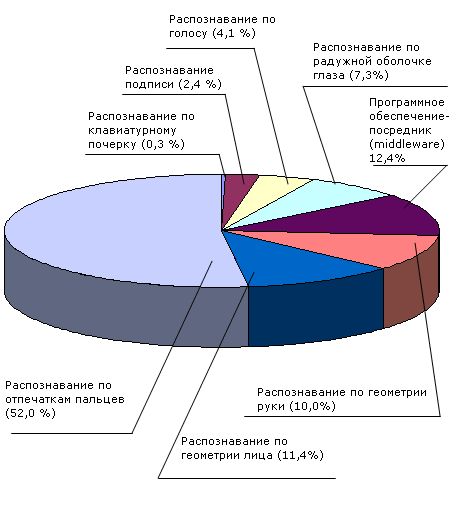 Распознавание по
голосу (4,1 %)
Распознавание по
радужной оболочке
глаза (7,3%)
Распознавание
подписи (2,4 %)
Программное
обеспечение-
посредник
(middleware)
12,4%
Распознавание по
клавиатурному
почерку (0,3 %)
Распознавание по
отпечаткам пальцев
(52,0 %)
Распознавание по геометрии
руки (10,0%)
Распознавание по
геометрии лица (11,4%)